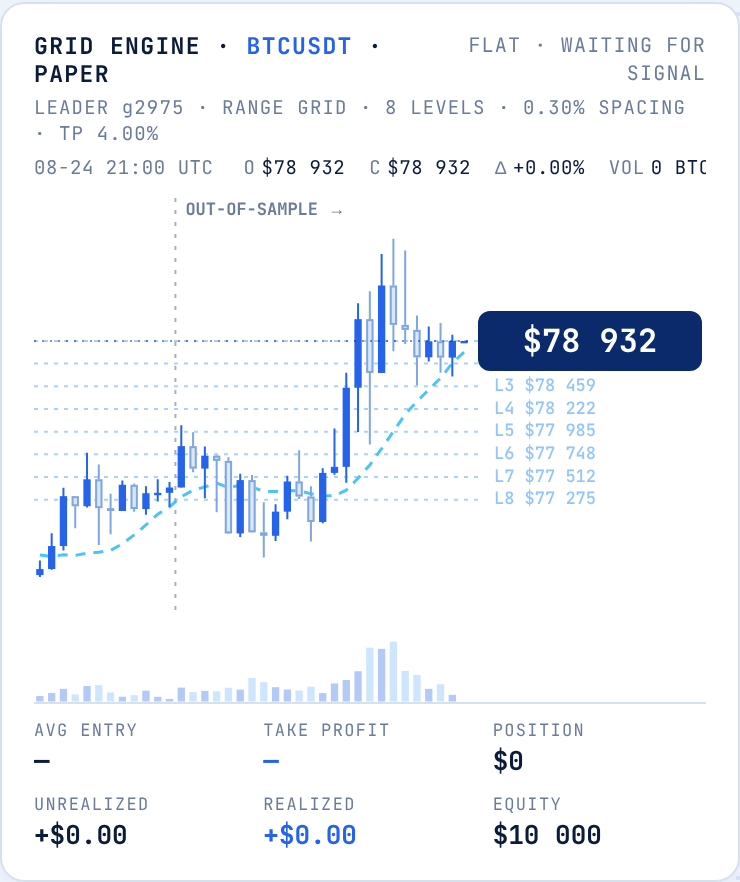 GRID ENGINE · BTCUSDT ·
PAPER
FLAT · WAITING FOR
SIGNAL
LEADER g2975 · RANGE GRID · 8 LEVELS · 0.30% SPACING
· TP 4.00%
08-24 21:00 UTC O $78 932 C $78 932 Δ +0.00% VOL 0 BTC
OUT-OF-SAMPLE →
$78 932
L3 $78 459
L4 $78 222
L5 $77 985
L6 $77 748
L7 $77 512
L8 $77 275
AVG ENTRY TAKE PROFIT POSITION
— — $0
UNREALIZED REALIZED EQUITY
+$0.00 +$0.00 $10 000